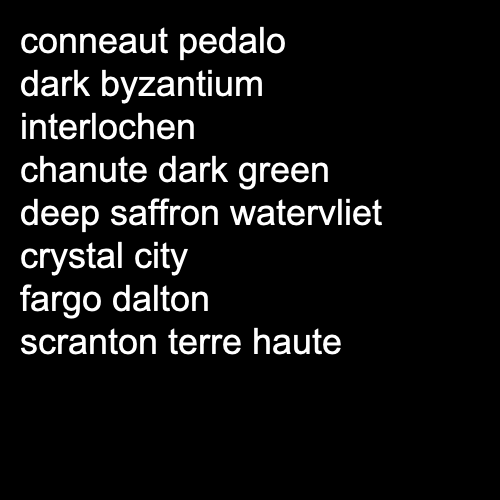 conneaut pedalo
dark byzantium
interlochen
chanute dark green
deep saffron watervliet
crystal city
fargo dalton
scranton terre haute